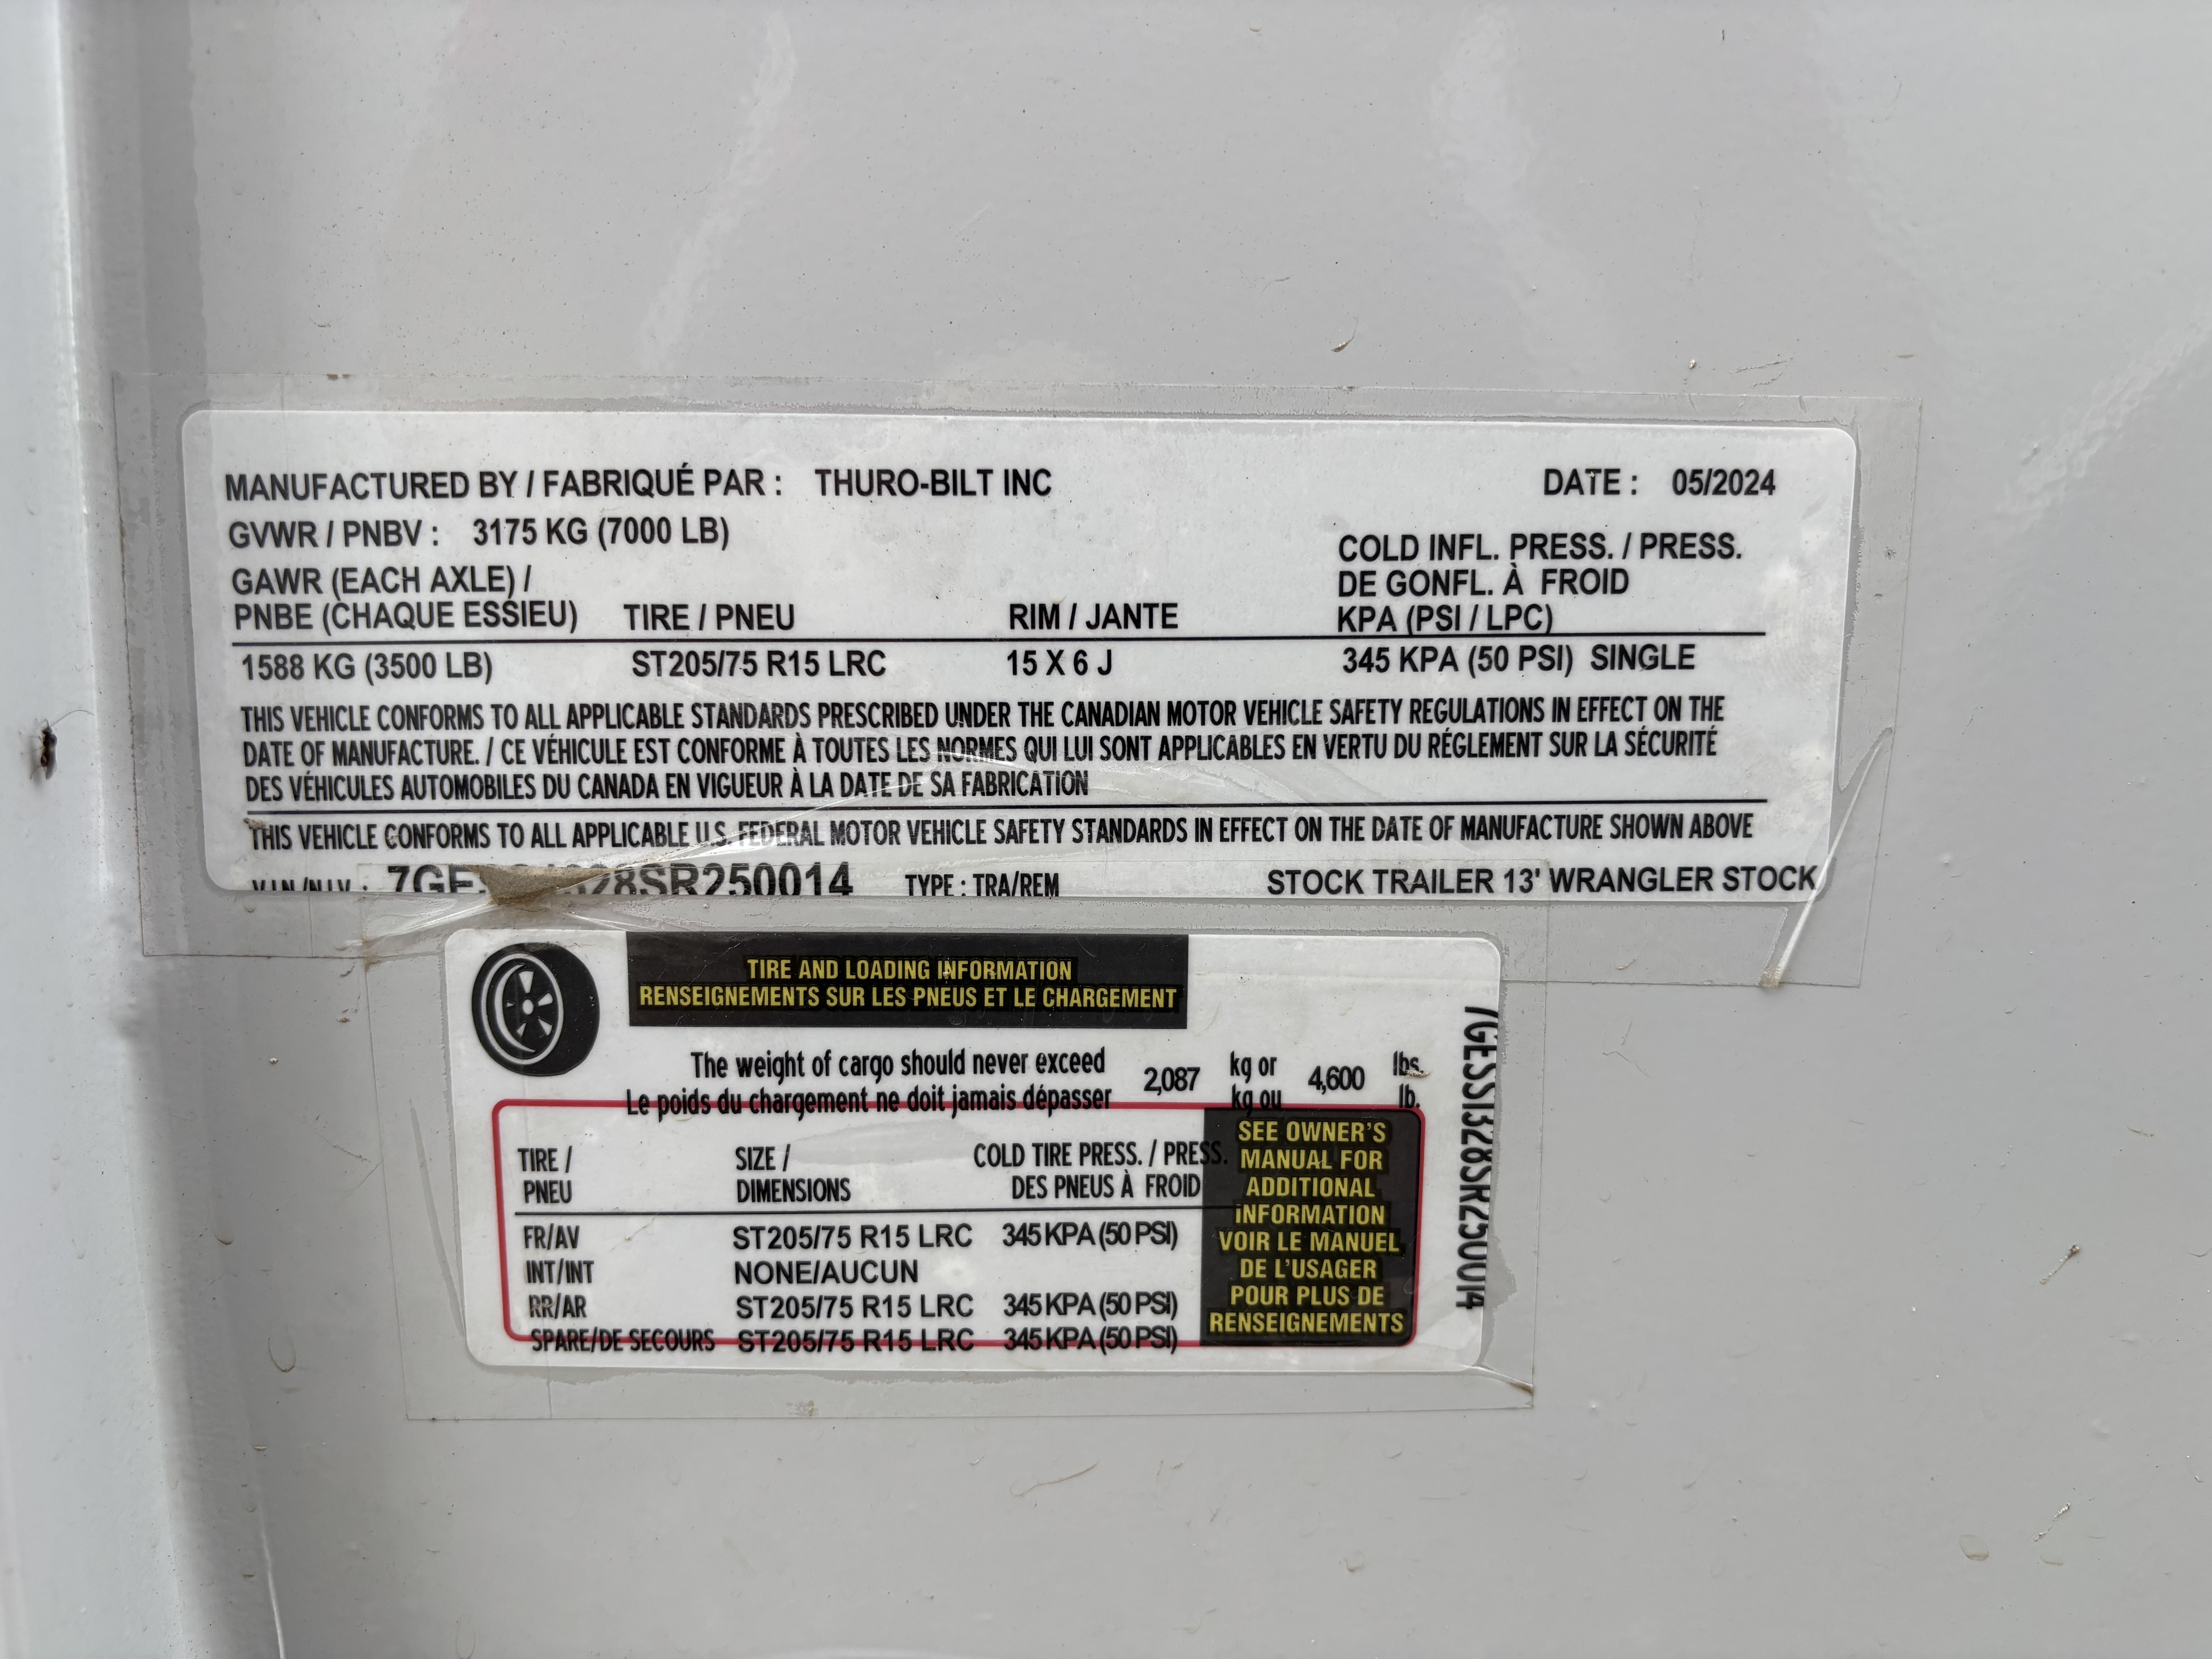 MANUFACTURED BY / FABRIQUÉ PAR : THURO-BILT INC DATE : 05/2024
GVWR / PNBV : 3175 KG (7000 LB)
COLD INFL. PRESS. / PRESS.
GAWR (EACH AXLE) / DE GONFL. À FROID
PNBE (CHAQUE ESSIEU) TIRE / PNEU RIM / JANTE KPA (PSI / LPC)
1588 KG (3500 LB) ST205/75 R15 LRC 15 X 6 J 345 KPA (50 PSI) SINGLE
THIS VEHICLE CONFORMS TO ALL APPLICABLE STANDARDS PRESCRIBED UNDER THE CANADIAN MOTOR VEHICLE SAFETY REGULATIONS IN EFFECT ON THE
DATE OF MANUFACTURE. / CE VÉHICULE EST CONFORME À TOUTES LES NORMES QUI LUI SONT APPLICABLES EN VERTU DU RÉGLEMENT SUR LA SÉCURITÉ
DES VÉHICULES AUTOMOBILES DU CANADA EN VIGUEUR À LA DATE DE SA FABRICATION
THIS VEHICLE CONFORMS TO ALL APPLICABLE U.S. FEDERAL MOTOR VEHICLE SAFETY STANDARDS IN EFFECT ON THE DATE OF MANUFACTURE SHOWN ABOVE
V.I.N./N.I.V. : TYPE : TRA/REM STOCK TRAILER 13' WRANGLER STOCK
TIRE AND LOADING INFORMATION
RENSEIGNEMENTS SUR LES PNEUS ET LE CHARGEMENT
The weight of cargo should never exceed 2,087 kg or 4,600 lbs.
Le poids du chargement ne doit jamais dépasser kg ou lb.
TIRE / SIZE / COLD TIRE PRESS. / PRESS.
PNEU DIMENSIONS DES PNEUS À FROID
FR/AV ST205/75 R15 LRC 345 KPA (50 PSI)
INT/INT NONE/AUCUN
RR/AR ST205/75 R15 LRC 345 KPA (50 PSI)
SPARE/DE SECOURS ST205/75 R15 LRC 345 KPA (50 PSI)
SEE OWNER'S
MANUAL FOR
ADDITIONAL
INFORMATION
VOIR LE MANUEL
DE L'USAGER
POUR PLUS DE
RENSEIGNEMENTS